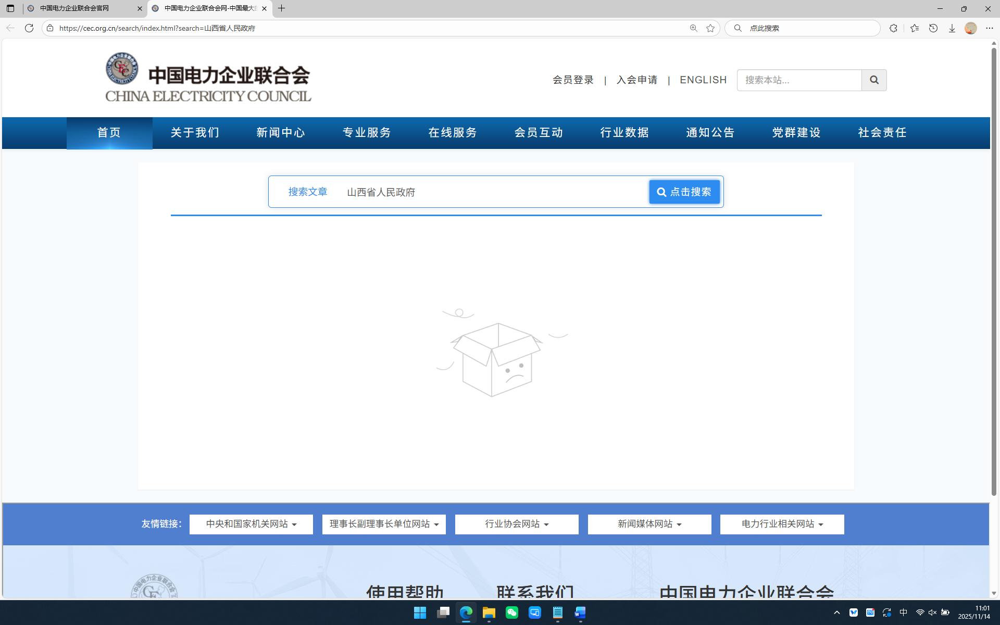 中国电力企业联合会官网
中国电力企业联合会网-中国最大的
https://cec.org.cn/search/index.html?search=山西省人民政府
点此搜索
中国电力企业联合会
CHINA ELECTRICITY COUNCIL
会员登录 | 入会申请 | ENGLISH
搜索本站...
首页 关于我们 新闻中心 专业服务 在线服务 会员互动 行业数据 通知公告 党群建设 社会责任
搜索文章 山西省人民政府 点击搜索
友情链接： 中央和国家机关网站 理事长副理事长单位网站 行业协会网站 新闻媒体网站 电力行业相关网站
使用帮助 联系我们 中国电力企业联合会
中
11:01
2025/11/14